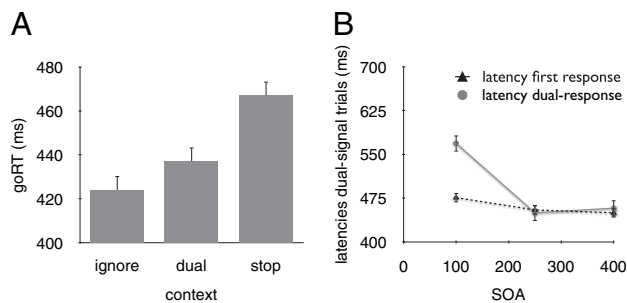 A
goRT (ms)
480
460
440
420
400
ignore dual stop
context
B
latencies dual-signal trials (ms)
700
625
550
475
400
latency first response
latency dual-response
0 100 200 300 400
SOA